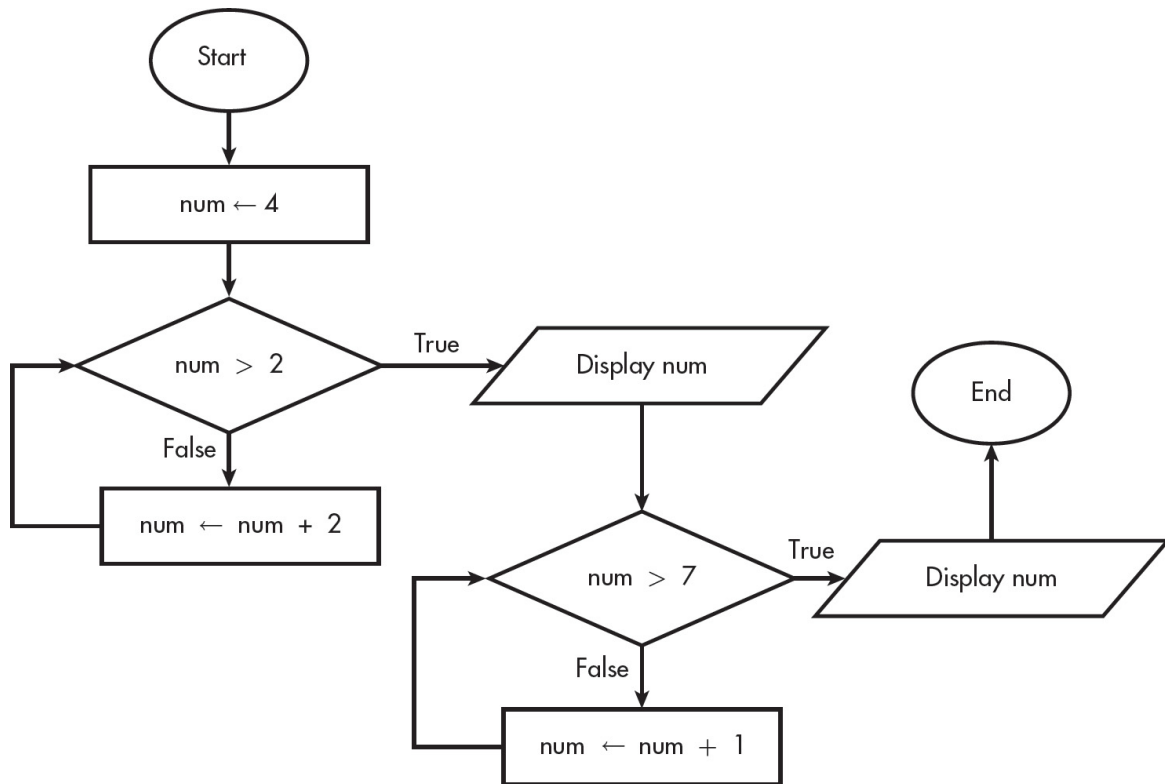 Start
num ← 4
num > 2
True
False
num ← num + 2
Display num
num > 7
True
False
num ← num + 1
Display num
End